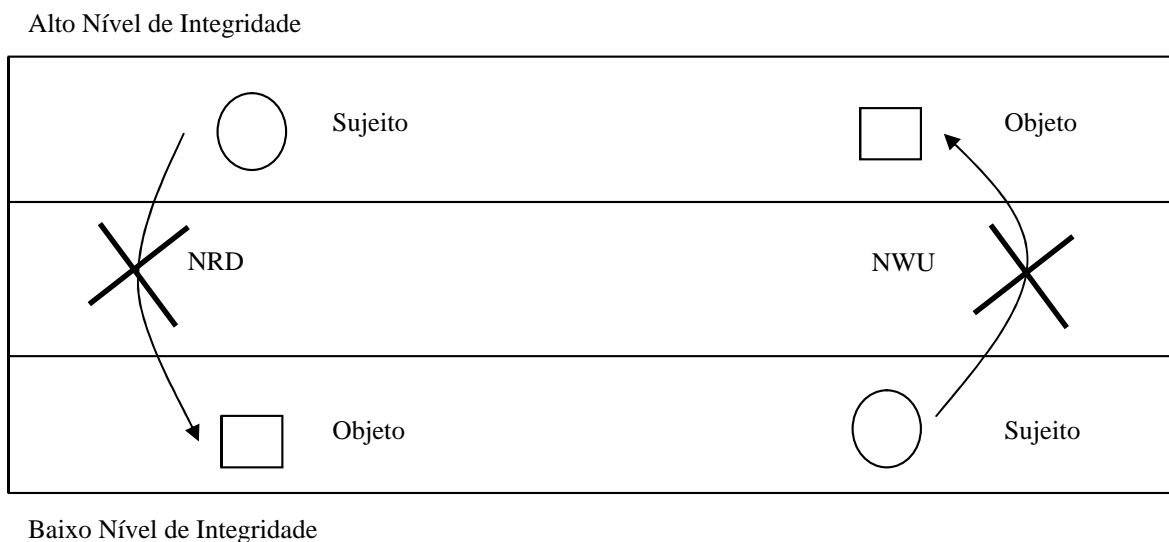 Alto Nível de Integridade
Sujeito
Objeto
NRD
NWU
Objeto
Sujeito
Baixo Nível de Integridade